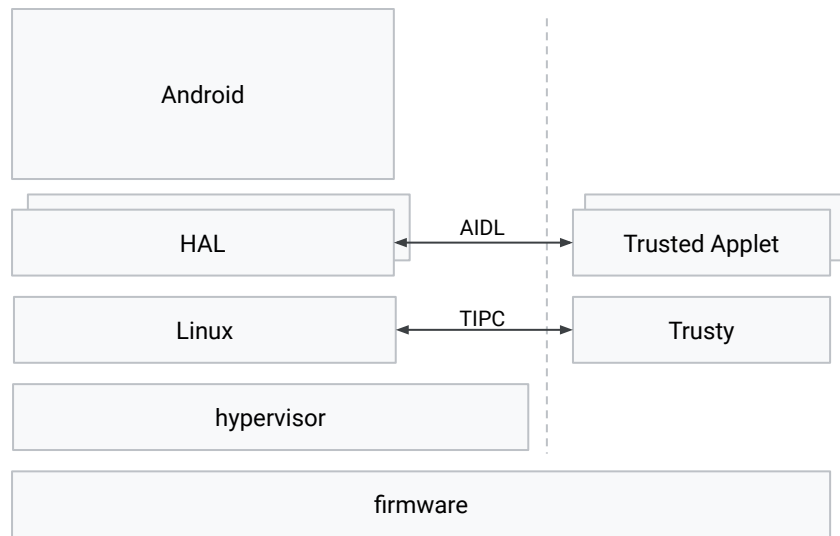 Android
HAL
AIDL
Trusted Applet
Linux
TIPC
Trusty
hypervisor
firmware